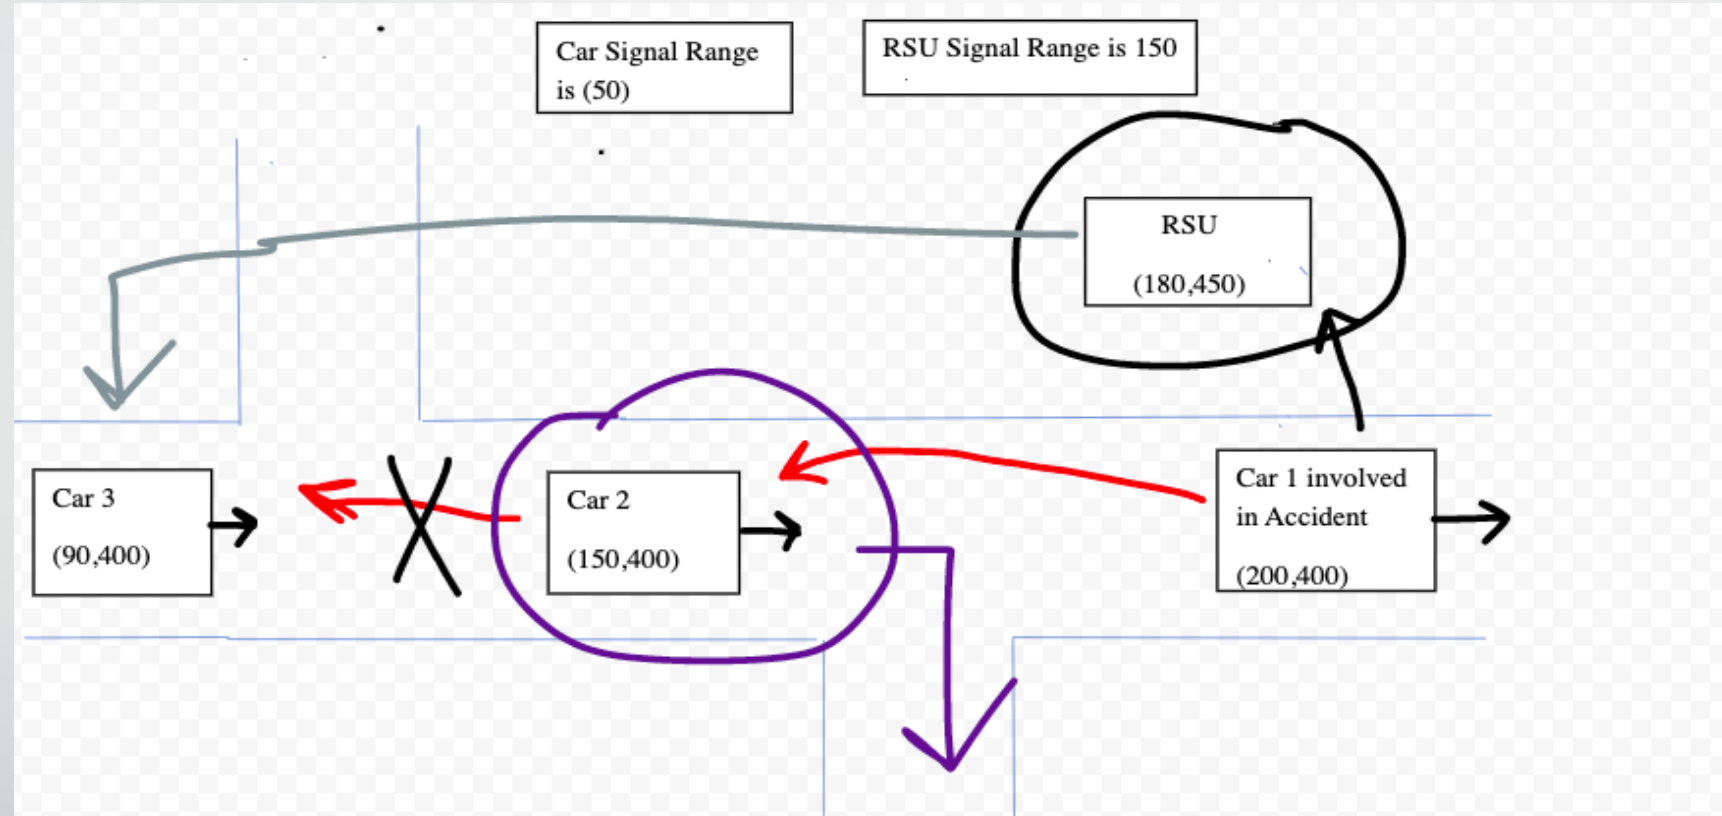 Car Signal Range
is (50)
RSU Signal Range is 150
RSU
(180,450)
Car 3
(90,400)
Car 2
(150,400)
Car 1 involved
in Accident
(200,400)